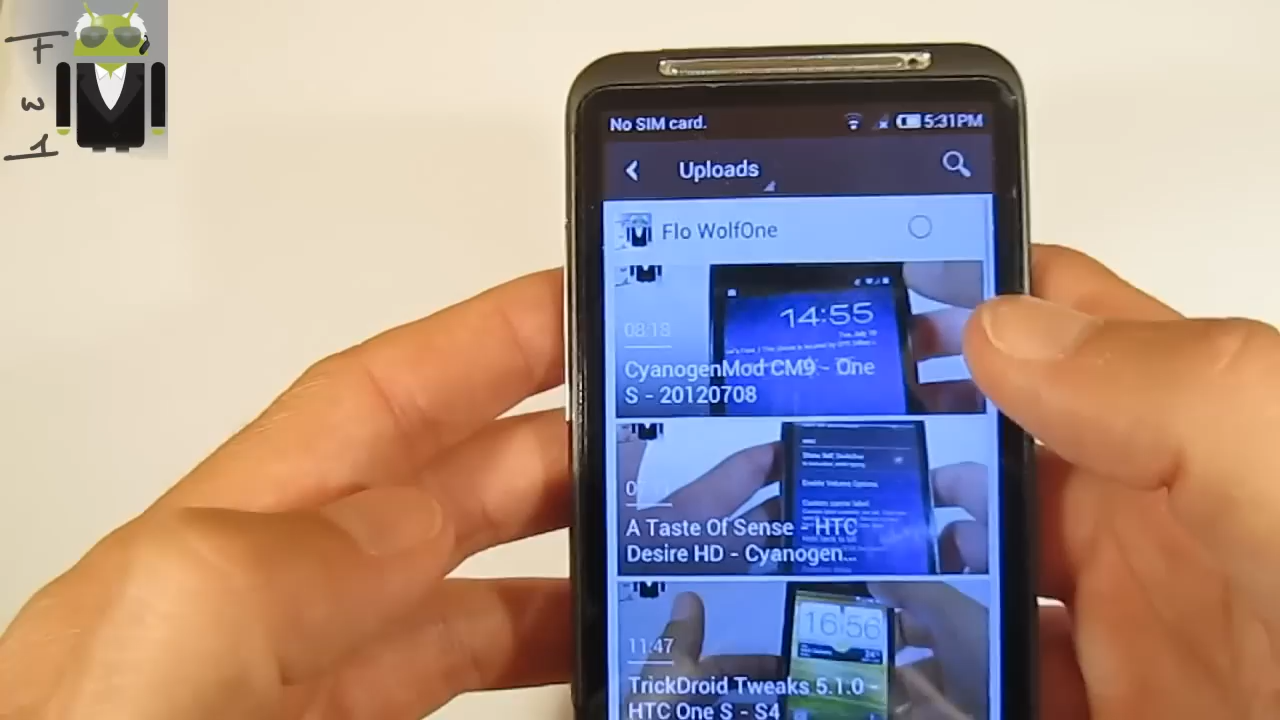 F
W
1
No SIM card.
5:31PM
Uploads
Flo WolfOne
14:55
08:18
CyanogenMod CM9 - One
S - 20120708
A Taste Of Sense - HTC
Desire HD - Cyanogen...
16 56
11:47
TrickDroid Tweaks 5.1.0 -
HTC One S - S4